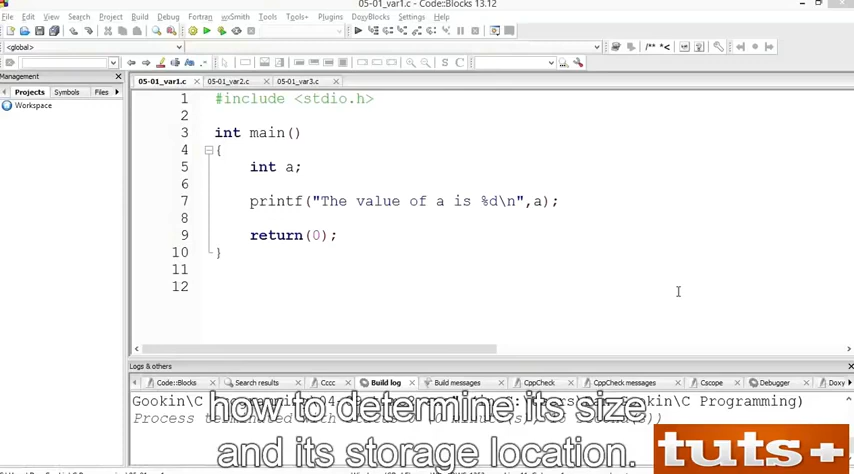 05-01_var1.c - Code::Blocks 13.12
File Edit View Search Project Build Debug Fortran wxSmith Tools Tools+ Plugins DoxyBlocks Settings Help
<global>
Management
Projects Symbols Files
Workspace
05-01_var1.c 05-01_var2.c 05-01_var3.c
1 #include <stdio.h>
2
3 int main()
4 {
5 int a;
6
7 printf("The value of a is %d\n",a);
8
9 return(0);
10 }
11
12
Logs & others
Code::Blocks Search results Cccc Build log Build messages CppCheck CppCheck messages Cscope Debugger Doxy
Gookin\C Programming)
Process terminated with status
how to determine its size
and its storage location.
tuts+